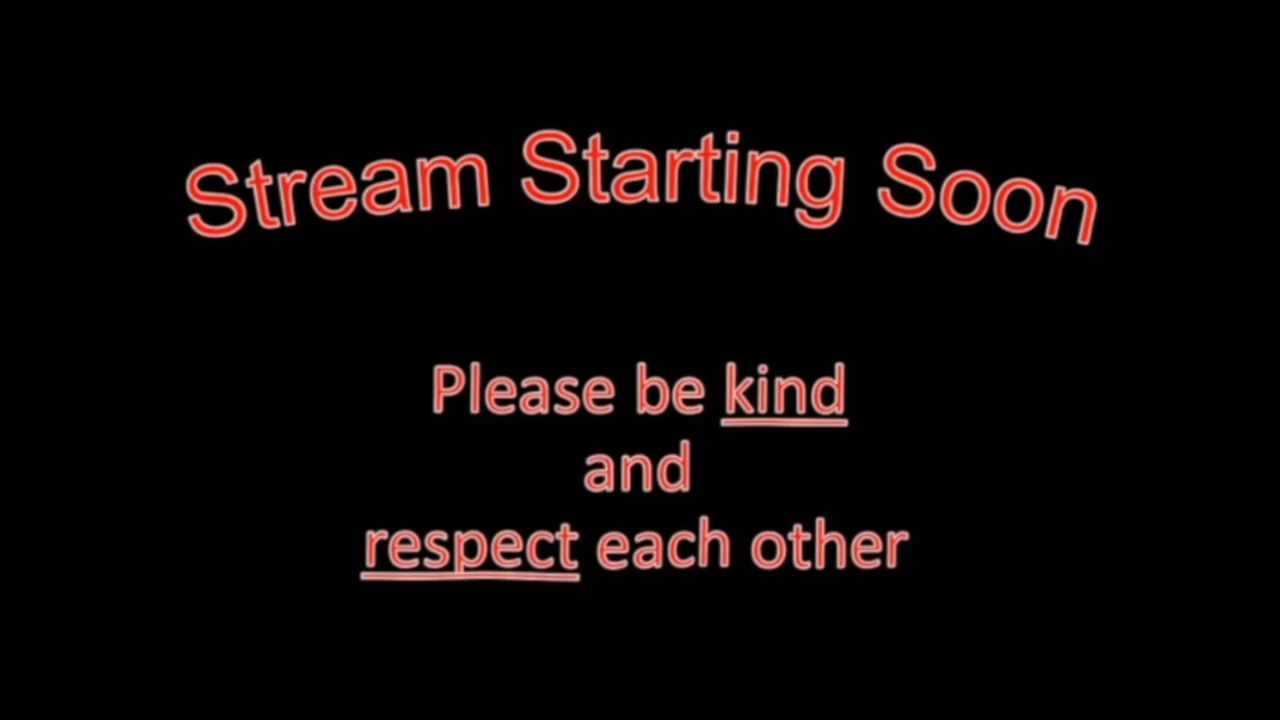 Stream Starting Soon
Please be kind
and
respect each other